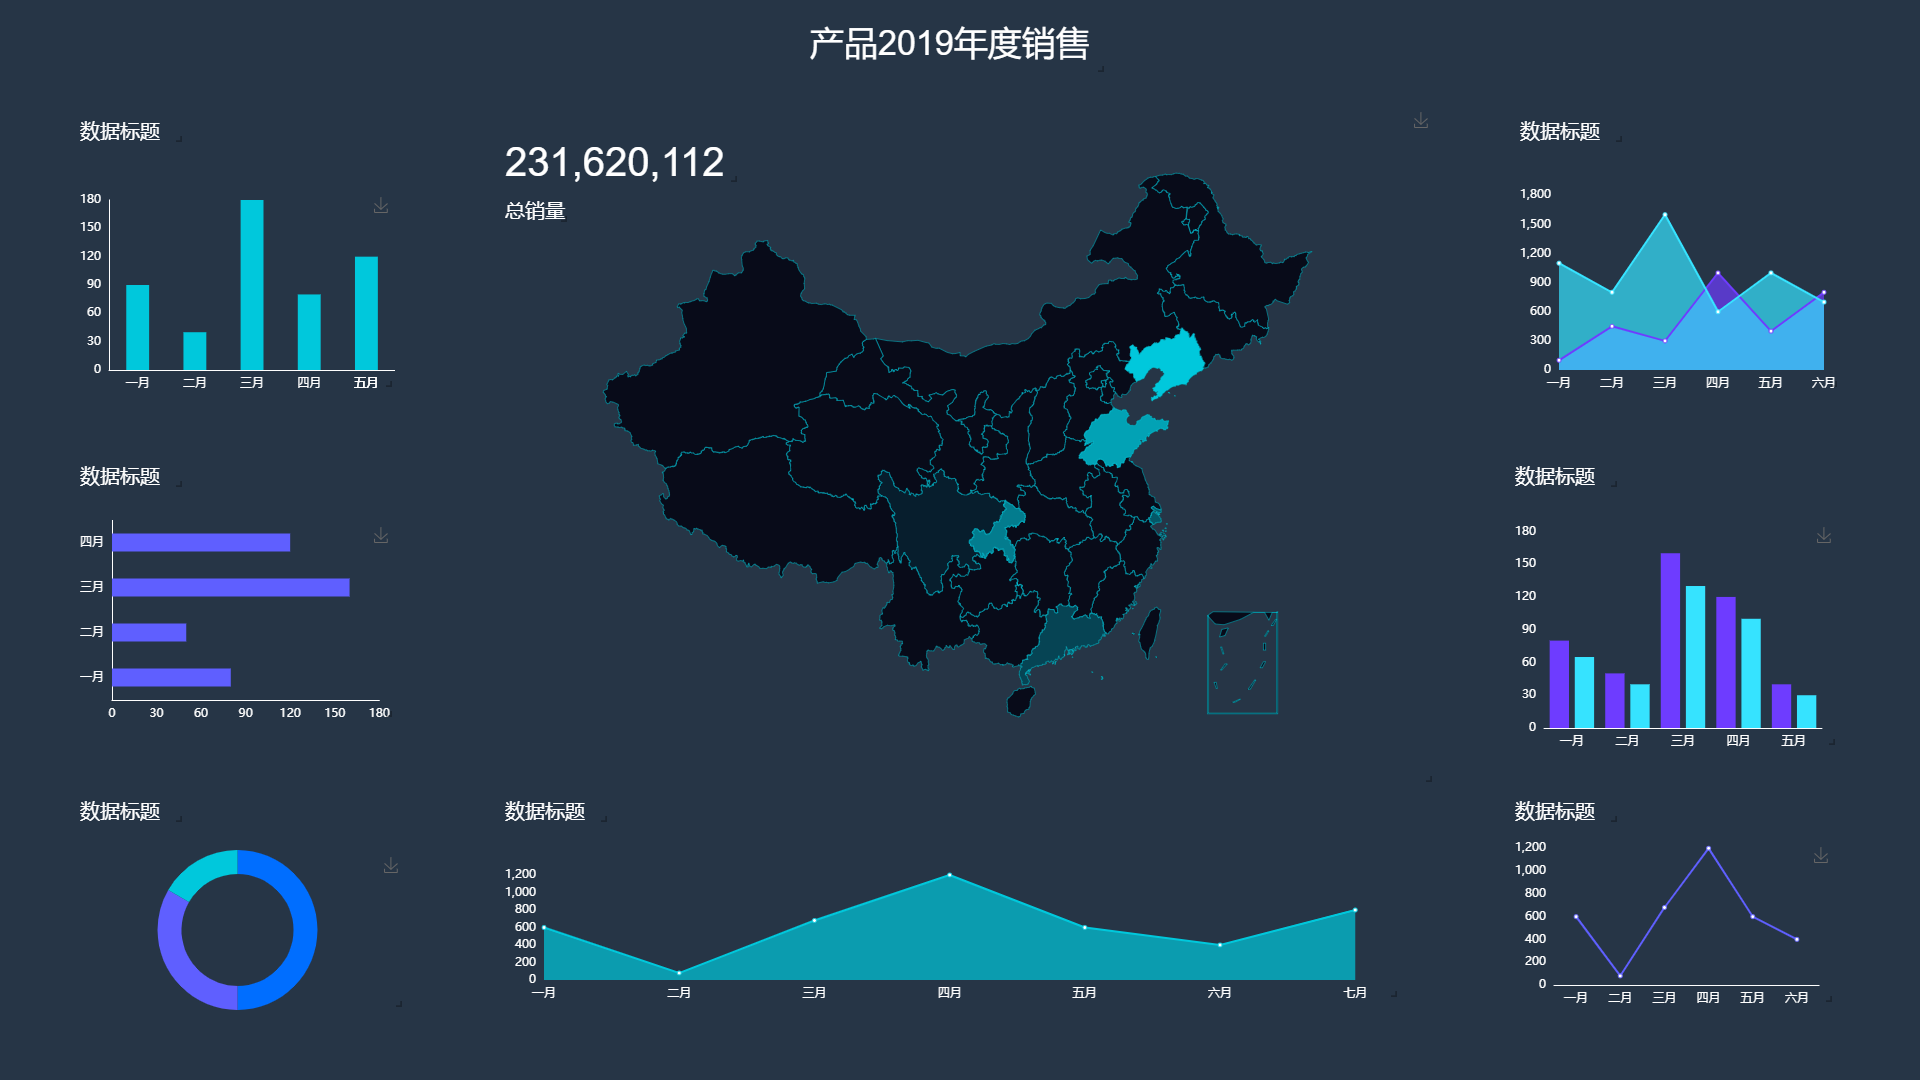 产品2019年度销售
数据标题
180
150
120
90
60
30
0
一月 二月 三月 四月 五月
231,620,112
总销量
数据标题
1,800
1,500
1,200
900
600
300
0
一月 二月 三月 四月 五月 六月
数据标题
四月
三月
二月
一月
0 30 60 90 120 150 180
数据标题
180
150
120
90
60
30
0
一月 二月 三月 四月 五月
数据标题
数据标题
1,200
1,000
800
600
400
200
0
一月 二月 三月 四月 五月 六月 七月
数据标题
1,200
1,000
800
600
400
200
0
一月 二月 三月 四月 五月 六月